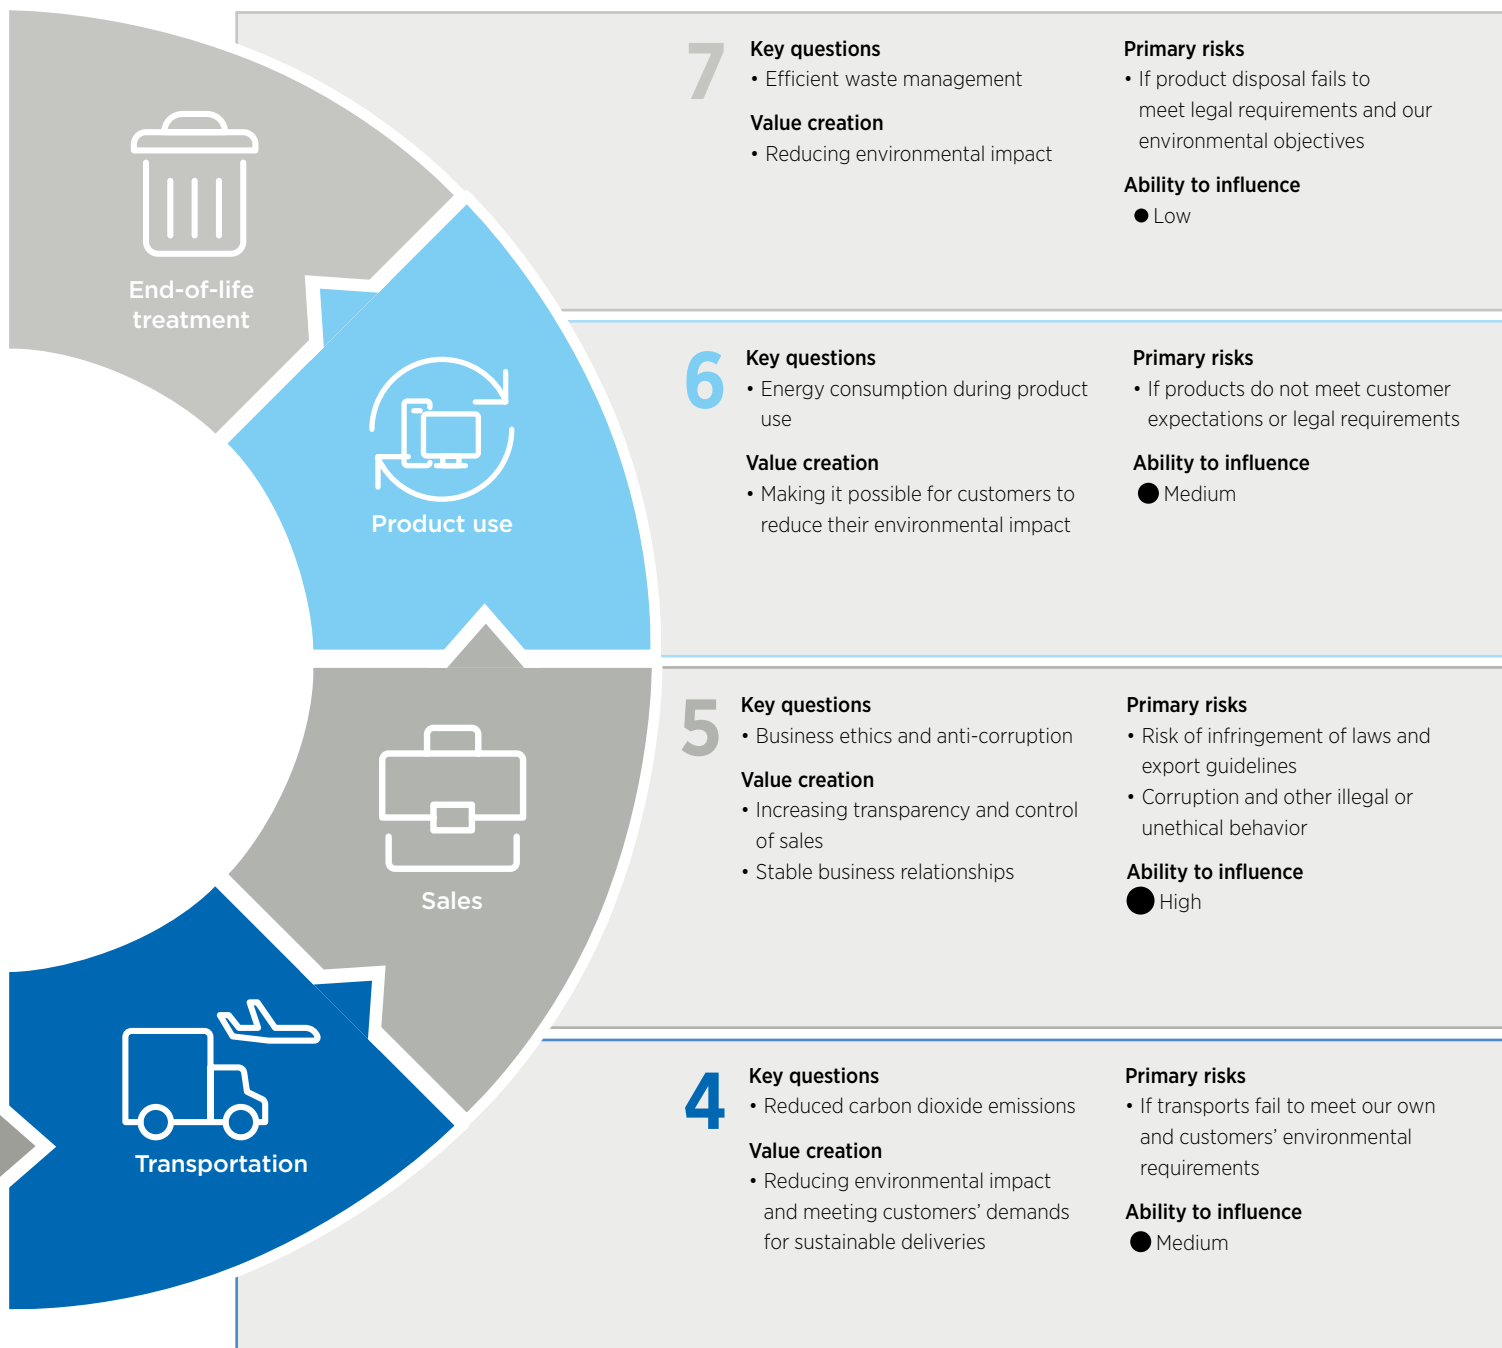 End-of-life
treatment
Product use
Sales
Transportation
7
Key questions
• Efficient waste management
Value creation
• Reducing environmental impact
Primary risks
• If product disposal fails to
meet legal requirements and our
environmental objectives
Ability to influence
Low
6
Key questions
• Energy consumption during product
use
Value creation
• Making it possible for customers to
reduce their environmental impact
Primary risks
• If products do not meet customer
expectations or legal requirements
Ability to influence
Medium
5
Key questions
• Business ethics and anti-corruption
Value creation
• Increasing transparency and control
of sales
• Stable business relationships
Primary risks
• Risk of infringement of laws and
export guidelines
• Corruption and other illegal or
unethical behavior
Ability to influence
High
4
Key questions
• Reduced carbon dioxide emissions
Value creation
• Reducing environmental impact
and meeting customers’ demands
for sustainable deliveries
Primary risks
• If transports fail to meet our own
and customers’ environmental
requirements
Ability to influence
Medium